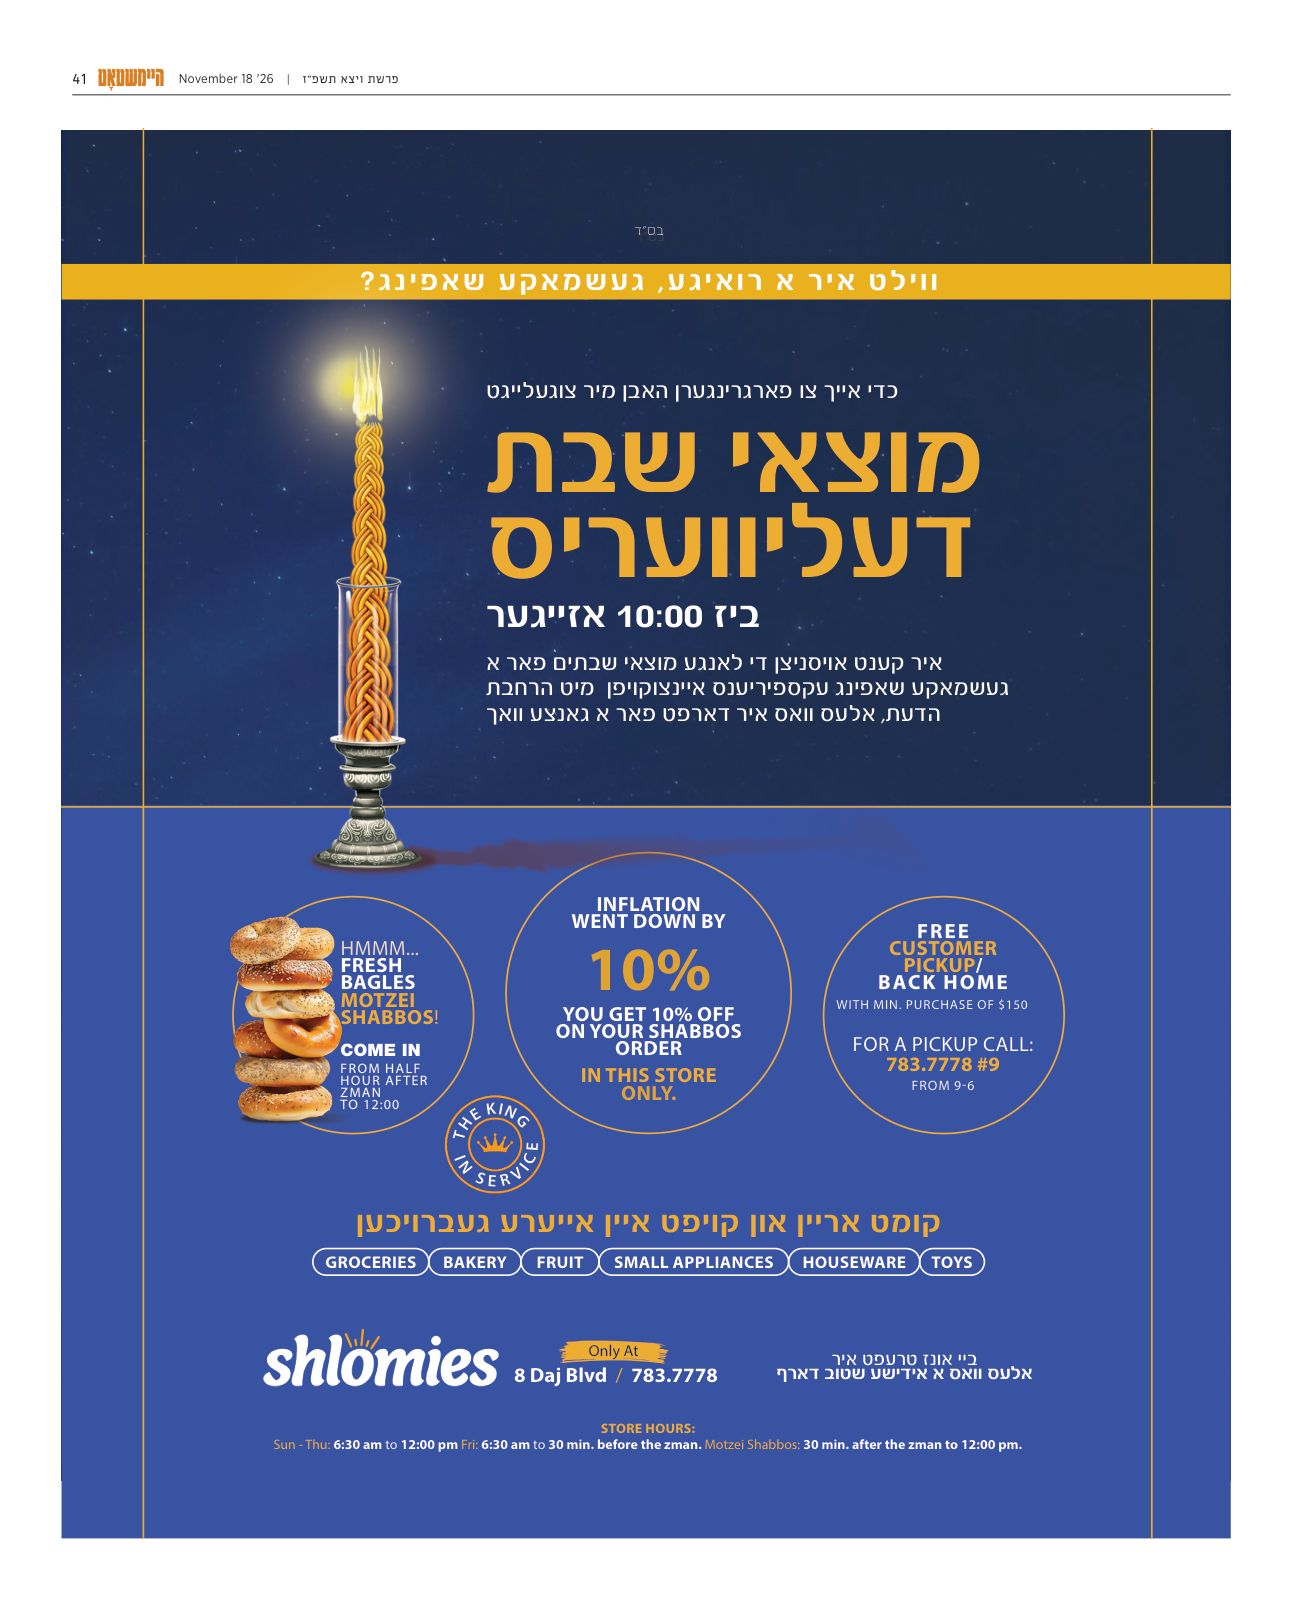 41 היימשטאָט November 18 '26 | פרשת ויצא תשפ״ז
בס״ד
ווילט איר א רואיגע, געשמאקע שאפינג?
כדי אייך צו פארגרינגערן האבן מיר צוגעלייגט
מוצאי שבת
דעליוועריס
ביז 10:00 אזייגער
איר קענט אויסניצן די לאנגע מוצאי שבתים פאר א
געשמאקע שאפינג עקספיריענס איינצוקויפן מיט הרחבת
הדעת, אלעס וואס איר דארפט פאר א גאנצע וואך
HMMM...
FRESH
BAGLES
MOTZEI
SHABBOS!
COME IN
FROM HALF
HOUR AFTER
ZMAN
TO 12:00
INFLATION
WENT DOWN BY
10%
YOU GET 10% OFF
ON YOUR SHABBOS
ORDER
IN THIS STORE
ONLY.
FREE
CUSTOMER
PICKUP/
BACK HOME
WITH MIN. PURCHASE OF $150
FOR A PICKUP CALL:
783.7778 #9
FROM 9-6
THE KING
IN SERVICE
קומט אריין און קויפט איין אייערע געברויכען
GROCERIES BAKERY FRUIT SMALL APPLIANCES HOUSEWARE TOYS
shlomies
Only At
8 Daj Blvd / 783.7778
ביי אונז טרעפט איר
אלעס וואס א אידישע שטוב דארף
STORE HOURS:
Sun - Thu: 6:30 am to 12:00 pm Fri: 6:30 am to 30 min. before the zman. Motzei Shabbos: 30 min. after the zman to 12:00 pm.